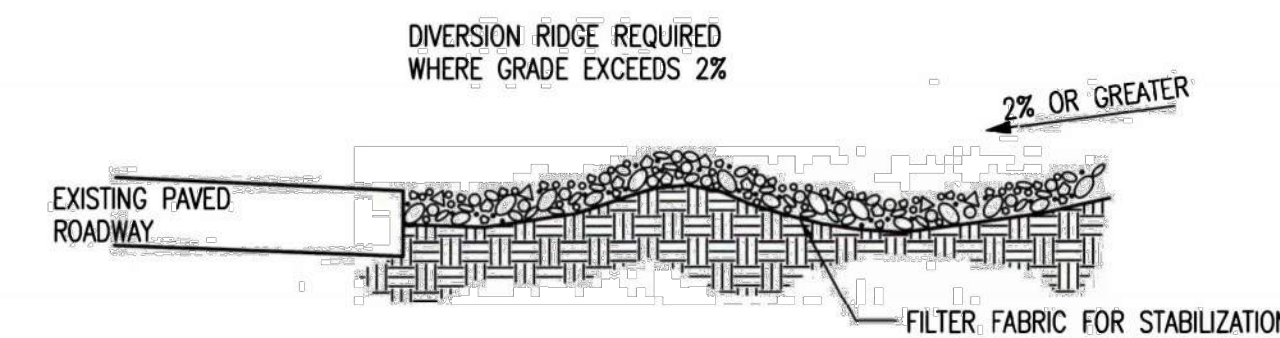 DIVERSION RIDGE REQUIRED
WHERE GRADE EXCEEDS 2%
2% OR GREATER
EXISTING PAVED
ROADWAY
FILTER FABRIC FOR STABILIZATION